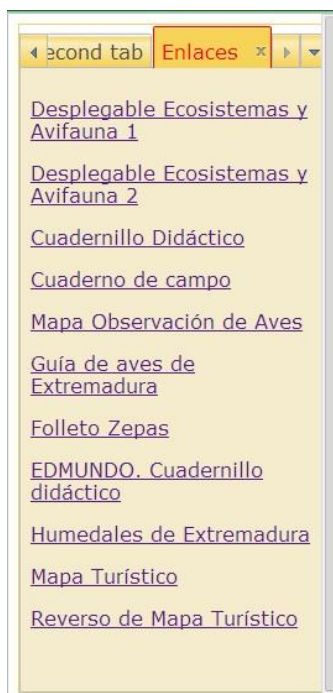 econd tab Enlaces x
Desplegable Ecosistemas y
Avifauna 1
Desplegable Ecosistemas y
Avifauna 2
Cuadernillo Didáctico
Cuaderno de campo
Mapa Observación de Aves
Guía de aves de
Extremadura
Folleto Zepas
EDMUNDO. Cuadernillo
didáctico
Humedales de Extremadura
Mapa Turístico
Reverso de Mapa Turístico